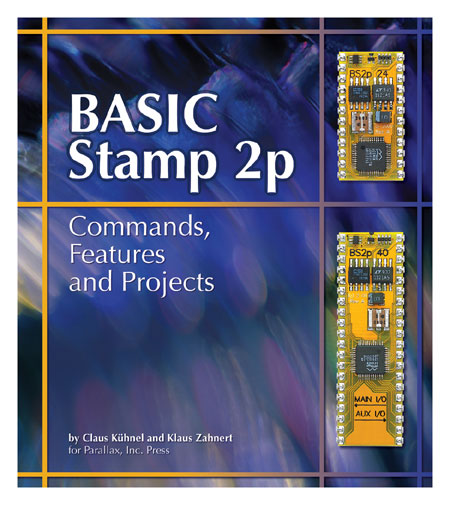 BASIC
Stamp 2p
Commands,
Features
and Projects
by Claus Kühnel and Klaus Zahnert
for Parallax, Inc. Press
BS2p 24
BS2p 40
MAIN I/O
AUX I/O